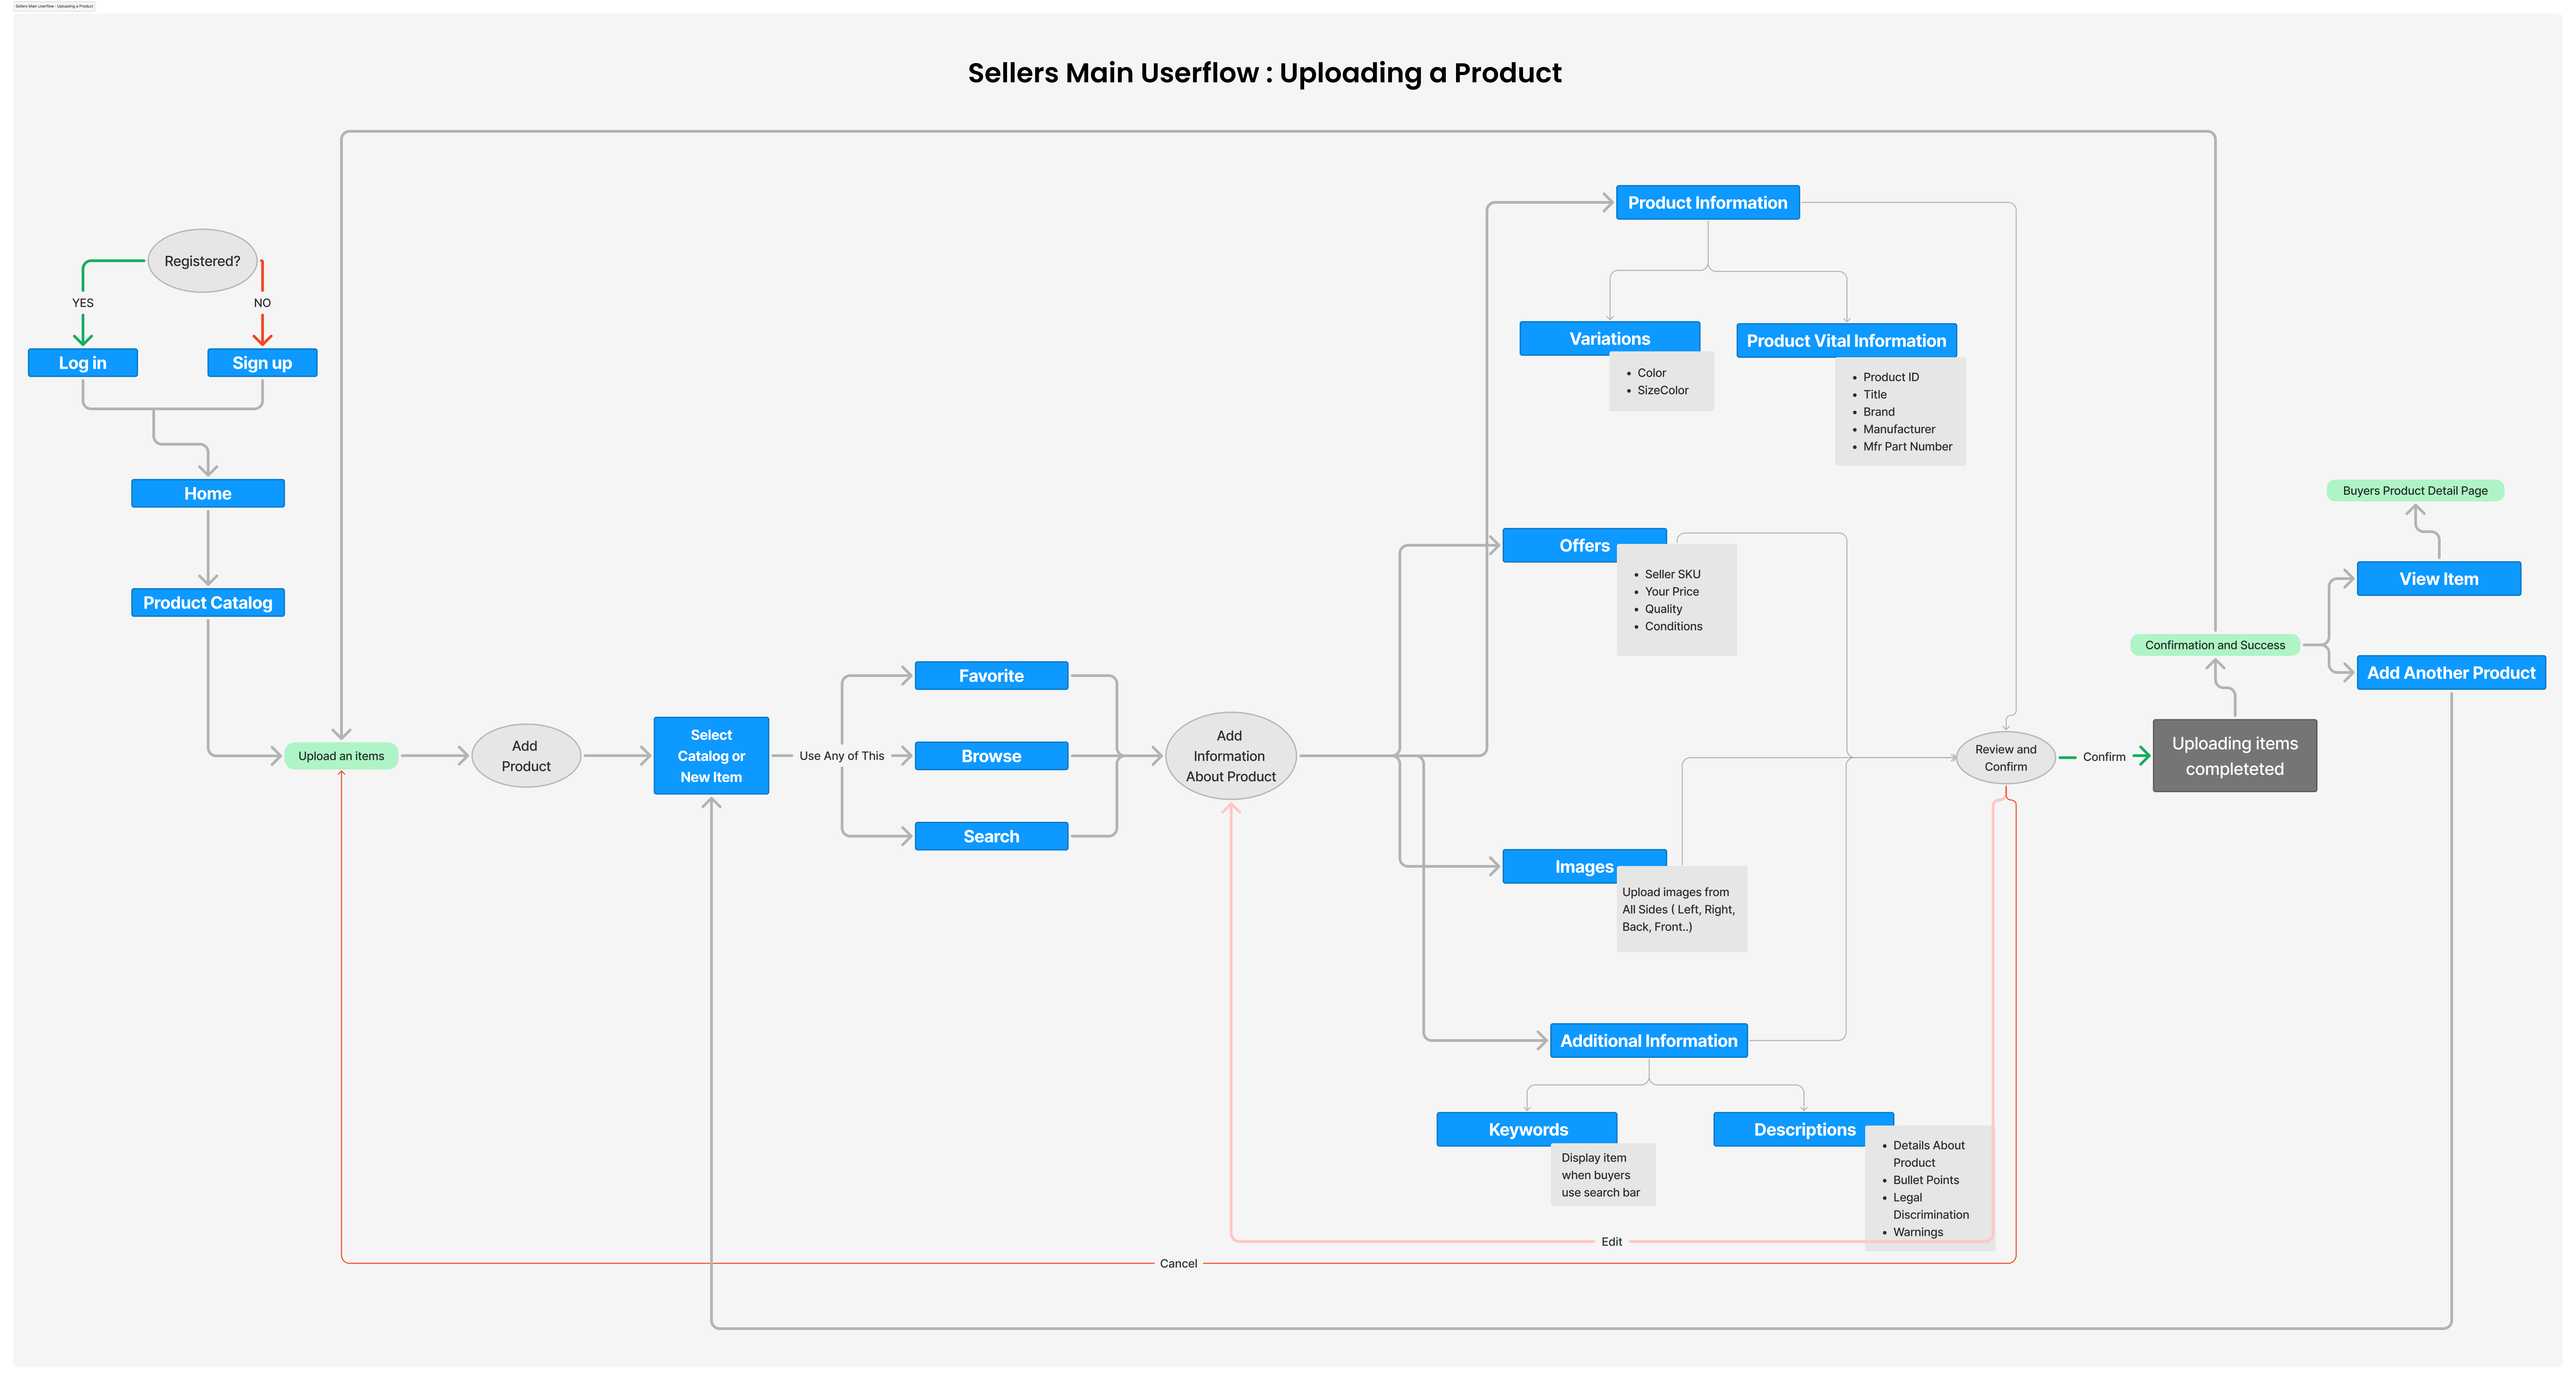 Sellers Main Userflow : Uploading a Product
Sellers Main Userflow : Uploading a Product
Registered?
YES
NO
Log in
Sign up
Home
Product Catalog
Upload an items
Add
Product
Select
Catalog or
New Item
Use Any of This
Favorite
Browse
Search
Add
Information
About Product
Product Information
Variations
• Color
• SizeColor
Product Vital Information
• Product ID
• Title
• Brand
• Manufacturer
• Mfr Part Number
Offers
• Seller SKU
• Your Price
• Quality
• Conditions
Images
Upload images from
All Sides ( Left, Right,
Back, Front..)
Additional Information
Keywords
Display item
when buyers
use search bar
Descriptions
• Details About
Product
• Bullet Points
• Legal
Discrimination
• Warnings
Edit
Cancel
Review and
Confirm
Confirm
Uploading items
completeted
Confirmation and Success
Buyers Product Detail Page
View Item
Add Another Product